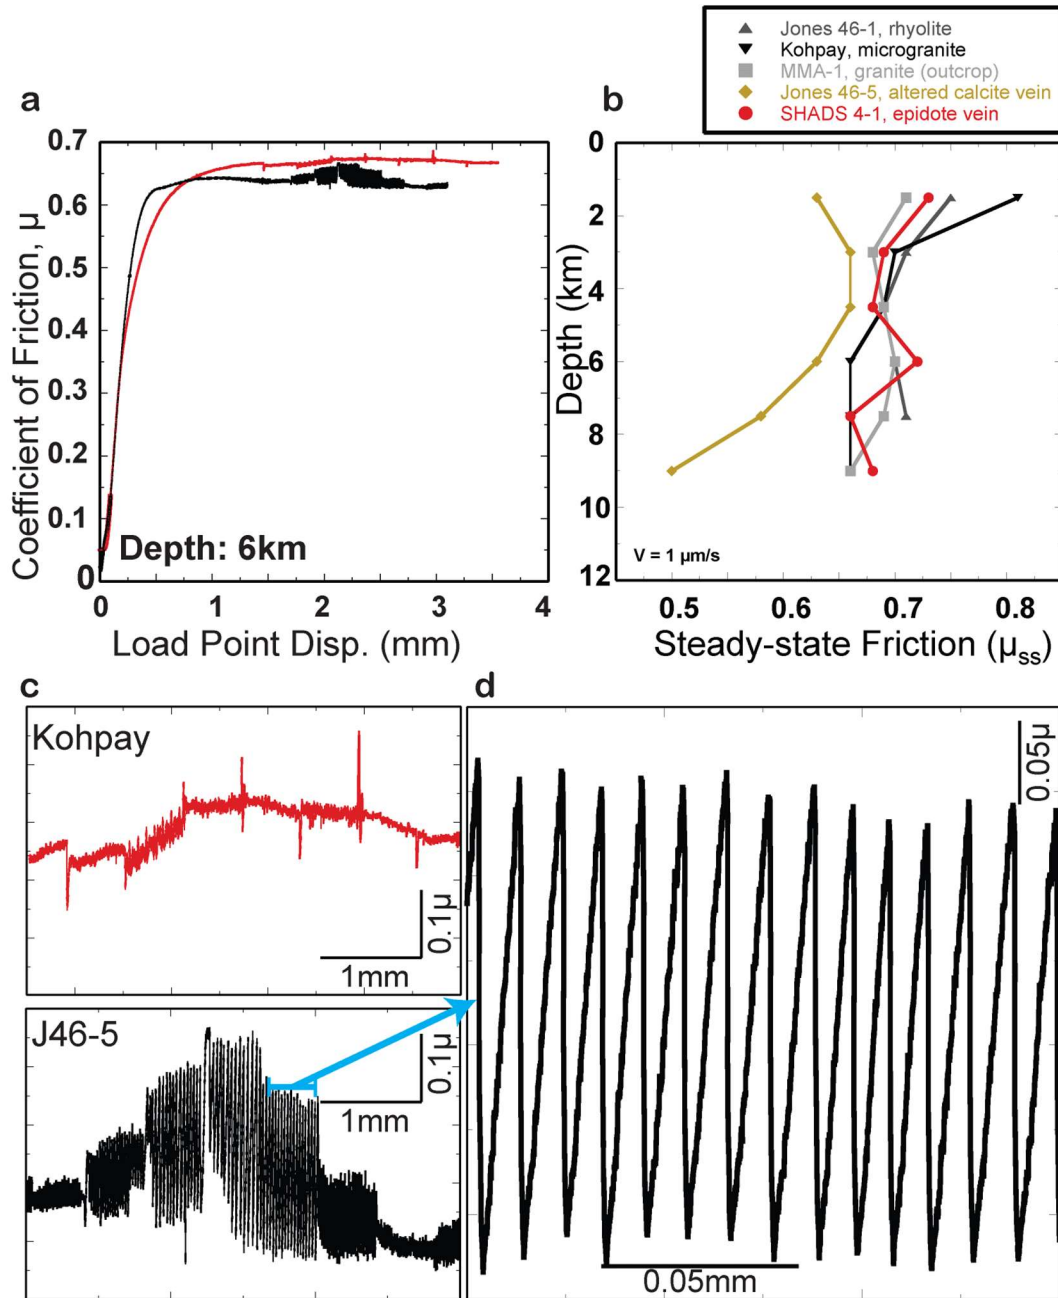 Jones 46-1, rhyolite
Kohpay, microgranite
MMA-1, granite (outcrop)
Jones 46-5, altered calcite vein
SHADS 4-1, epidote vein
a
0.7
0.6
0.5
0.4
0.3
0.2
0.1
0
Coefficient of Friction, μ
Depth: 6km
0
1
2
3
4
Load Point Disp. (mm)
b
0
2
4
6
8
10
12
Depth (km)
V = 1 μm/s
0.5
0.6
0.7
0.8
Steady-state Friction (μss)
c
Kohpay
0.1μ
1mm
J46-5
0.1μ
1mm
d
0.05μ
0.05mm